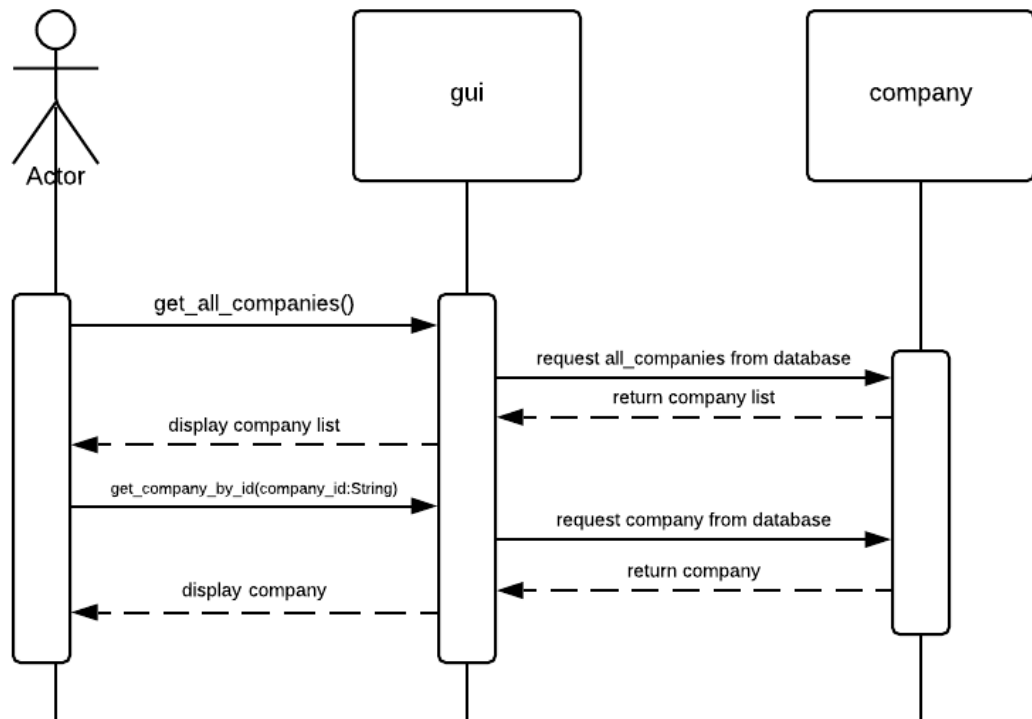 gui
company
Actor
get_all_companies()
request all_companies from database
return company list
display company list
get_company_by_id(company_id:String)
request company from database
return company
display company